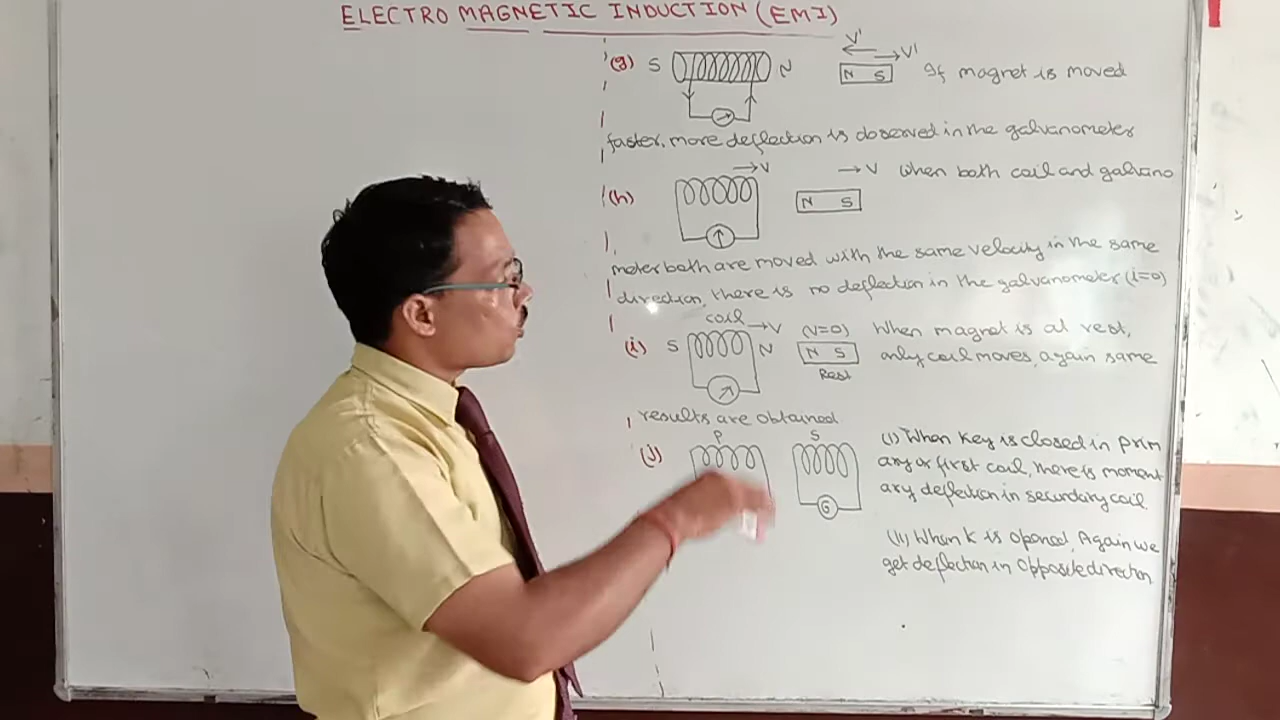 ELECTRO MAGNETIC INDUCTION (EMI)
(g) S N V' V' N S If magnet is moved
faster, more deflection is observed in the galvanometer
(h) V V N S When both coil and galvano
meter both are moved with the same velocity in the same
direction, there is no deflection in the galvanometer (i=0)
coil
(i) S V N (V=0) N S Rest When magnet is at rest,
only coil moves, again same
results are obtained
(j) P S G (i) When Key is closed in prim
ary or first coil, there is moment
ary deflection in secondary coil.
(ii) When K is opened, Again we
get deflection in Opposite direction